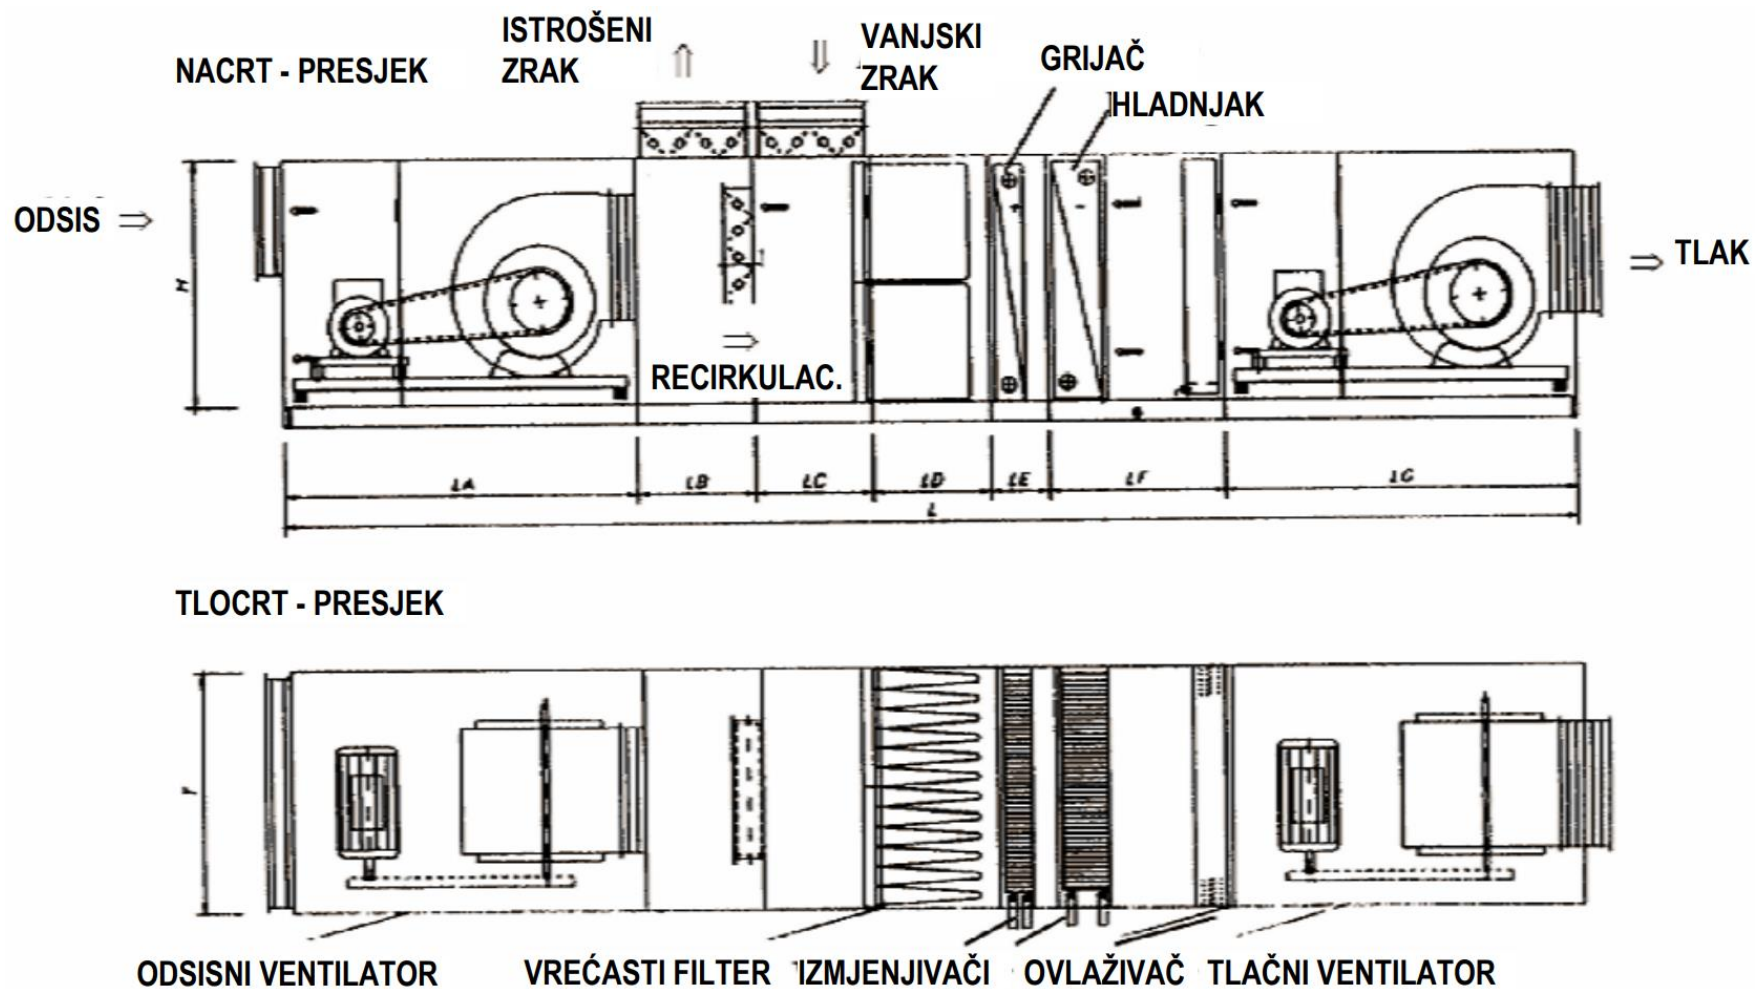 NACRT - PRESJEK
ISTROŠENI
ZRAK
VANJSKI
ZRAK
GRIJAČ
HLADNJAK
ODSIS
TLAK
H
+
-
RECIRKULAC.
LA
LB
LC
LD
LE
LF
LG
L
TLOCRT - PRESJEK
ODSISNI VENTILATOR
VREĆASTI FILTER
IZMJENJIVAČI
OVLAŽIVAČ
TLAČNI VENTILATOR